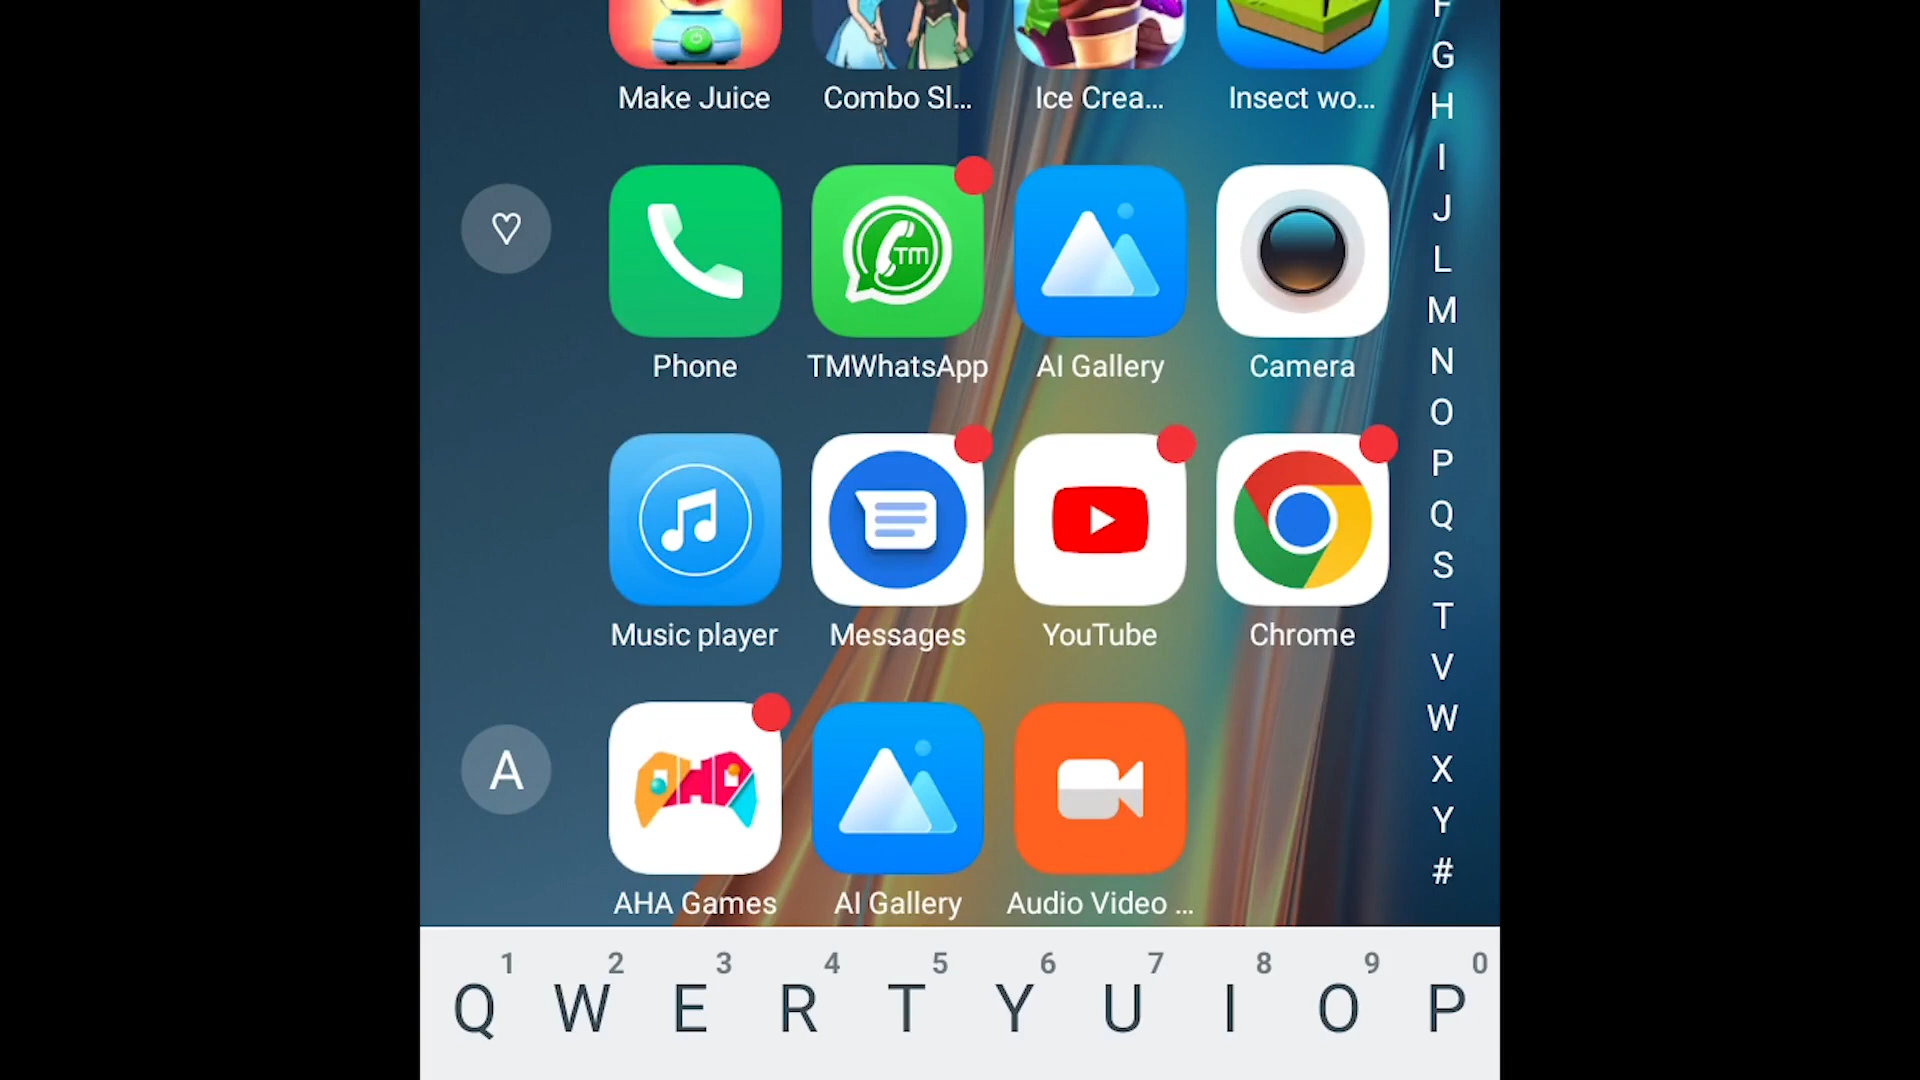 Make Juice Combo Sl... Ice Crea... Insect wo...
F
G
H
I
J
L
M
N
O
P
Q
S
T
V
W
X
Y
#
TM
Phone TMWhatsApp AI Gallery Camera
Music player Messages YouTube Chrome
A
AHA Games AI Gallery Audio Video ...
1 2 3 4 5 6 7 8 9 0
Q W E R T Y U I O P